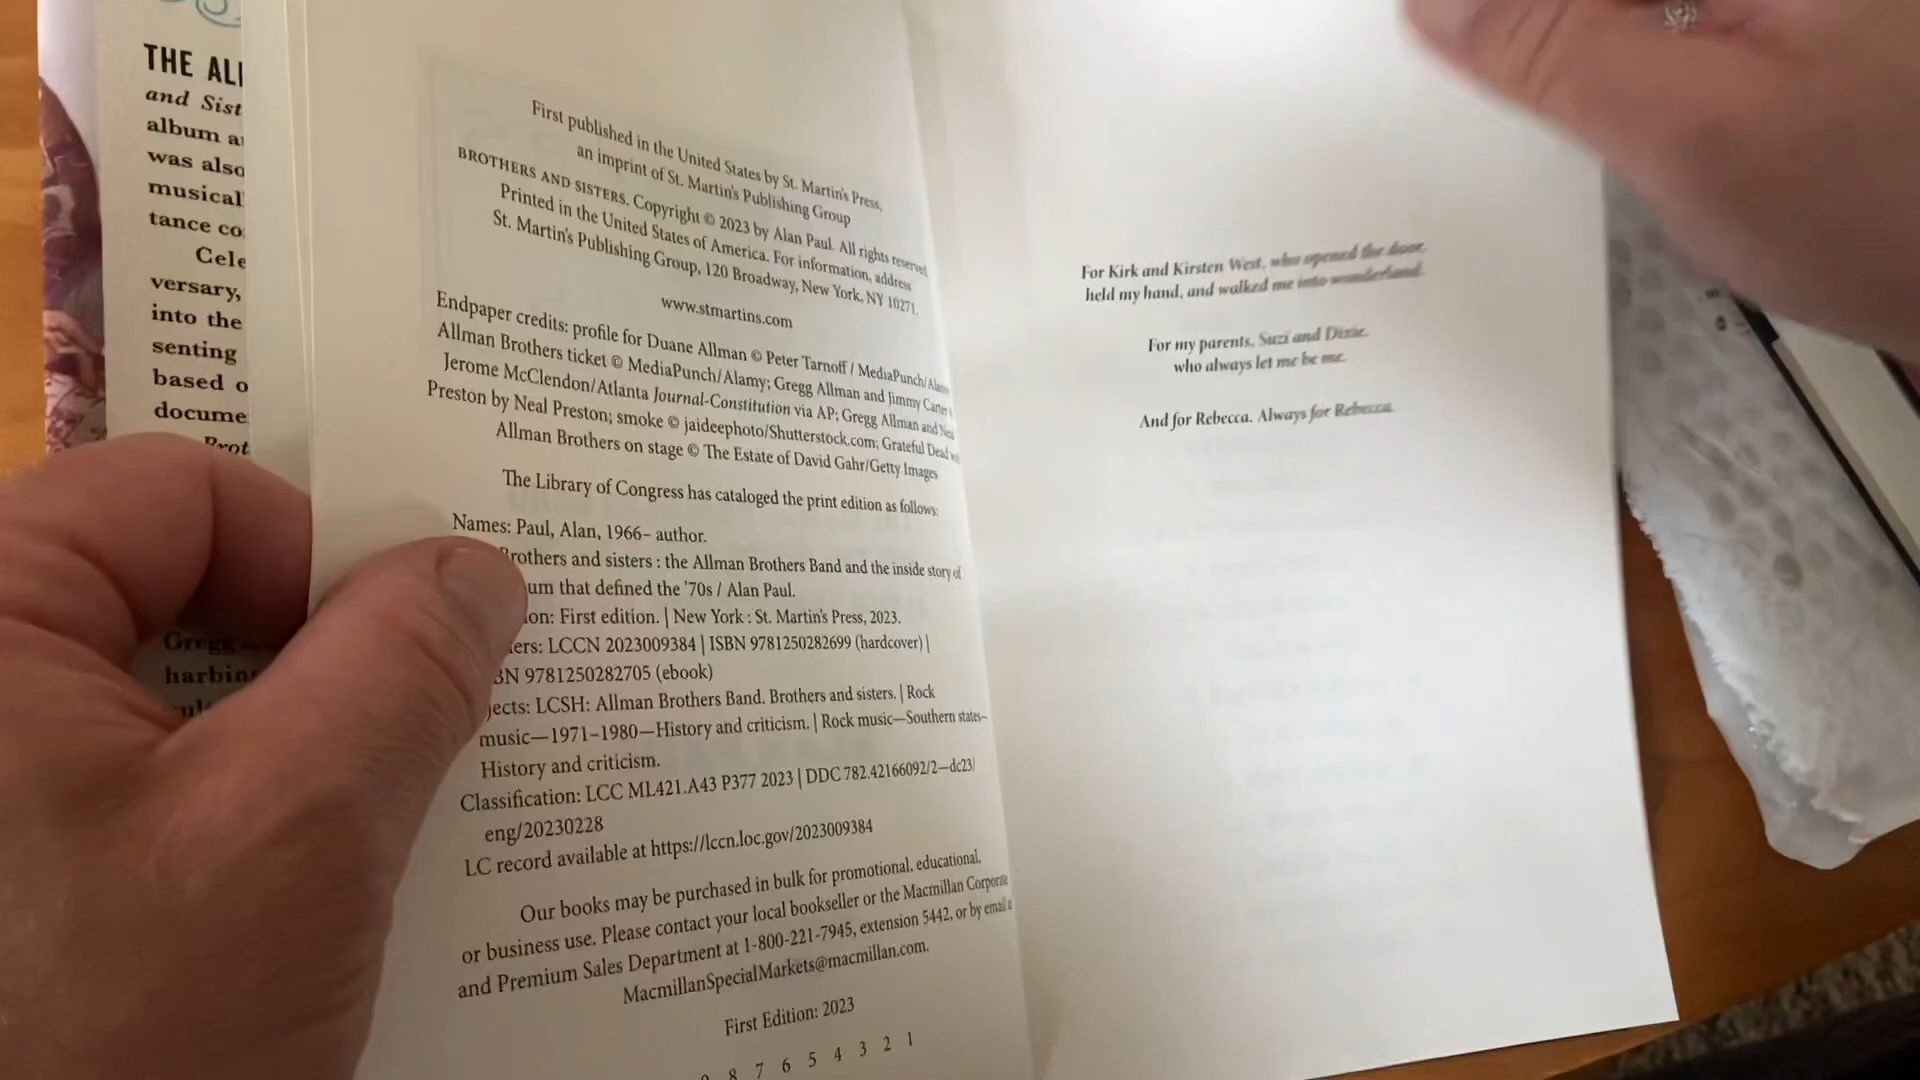 THE ALL
and Sist
album a
was also
musical
tance co
Cele
versary,
into the
senting
based o
docume
Brot
Gregg
harbin
First published in the United States by St. Martin's Press,
an imprint of St. Martin's Publishing Group
BROTHERS AND SISTERS. Copyright © 2023 by Alan Paul. All rights reserved
Printed in the United States of America. For information, address
St. Martin's Publishing Group, 120 Broadway, New York, NY 10271.
www.stmartins.com
Endpaper credits: profile for Duane Allman © Peter Tarnoff / MediaPunch/Alamy
Allman Brothers ticket © MediaPunch/Alamy; Gregg Allman and Jimmy Carter ©
Jerome McClendon/Atlanta Journal-Constitution via AP; Gregg Allman and Neal
Preston by Neal Preston; smoke © jaideephoto/Shutterstock.com; Grateful Dead
Allman Brothers on stage © The Estate of David Gahr/Getty Images
The Library of Congress has cataloged the print edition as follows:
Names: Paul, Alan, 1966– author.
Brothers and sisters : the Allman Brothers Band and the inside story of
um that defined the '70s / Alan Paul.
ion: First edition. | New York : St. Martin's Press, 2023.
ers: LCCN 2023009384 | ISBN 9781250282699 (hardcover) |
BN 9781250282705 (ebook)
jects: LCSH: Allman Brothers Band. Brothers and sisters. | Rock
music—1971–1980—History and criticism. | Rock music—Southern states—
History and criticism.
Classification: LCC ML421.A43 P377 2023 | DDC 782.42166092/2—dc23/
eng/20230228
LC record available at https://lccn.loc.gov/2023009384
Our books may be purchased in bulk for promotional, educational,
or business use. Please contact your local bookseller or the Macmillan Corporate
and Premium Sales Department at 1-800-221-7945, extension 5442, or by email a
MacmillanSpecialMarkets@macmillan.com.
First Edition: 2023
8 7 6 5 4 3 2 1
For Kirk and Kirsten West, who opened the door,
held my hand, and walked me into wonderland.
For my parents, Suzi and Dixie,
who always let me be me.
And for Rebecca. Always for Rebecca.